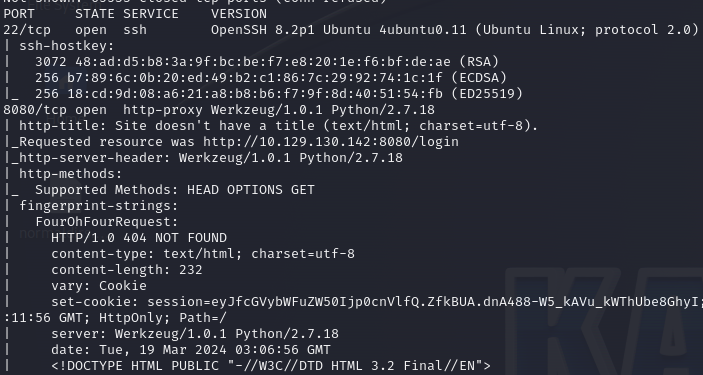 PORT     STATE SERVICE    VERSION
22/tcp   open  ssh        OpenSSH 8.2p1 Ubuntu 4ubuntu0.11 (Ubuntu Linux; protocol 2.0)
| ssh-hostkey:
|   3072 48:ad:d5:b8:3a:9f:bc:be:f7:e8:20:1e:f6:bf:de:ae (RSA)
|   256 b7:89:6c:0b:20:ed:49:b2:c1:86:7c:29:92:74:1c:1f (ECDSA)
|_  256 18:cd:9d:08:a6:21:a8:b8:b6:f7:9f:8d:40:51:54:fb (ED25519)
8080/tcp open  http-proxy Werkzeug/1.0.1 Python/2.7.18
| http-title: Site doesn't have a title (text/html; charset=utf-8).
|_Requested resource was http://10.129.130.142:8080/login
|_http-server-header: Werkzeug/1.0.1 Python/2.7.18
| http-methods:
|_  Supported Methods: HEAD OPTIONS GET
| fingerprint-strings:
|   FourOhFourRequest:
|     HTTP/1.0 404 NOT FOUND
|     content-type: text/html; charset=utf-8
|     content-length: 232
|     vary: Cookie
|     set-cookie: session=eyJfcGVybWFuZW50Ijp0cnVlfQ.ZfkBUA.dnA488-W5_kAVu_kWThUbe8GhyI;
:11:56 GMT; HttpOnly; Path=/
|     server: Werkzeug/1.0.1 Python/2.7.18
|     date: Tue, 19 Mar 2024 03:06:56 GMT
|     <!DOCTYPE HTML PUBLIC "-//W3C//DTD HTML 3.2 Final//EN">